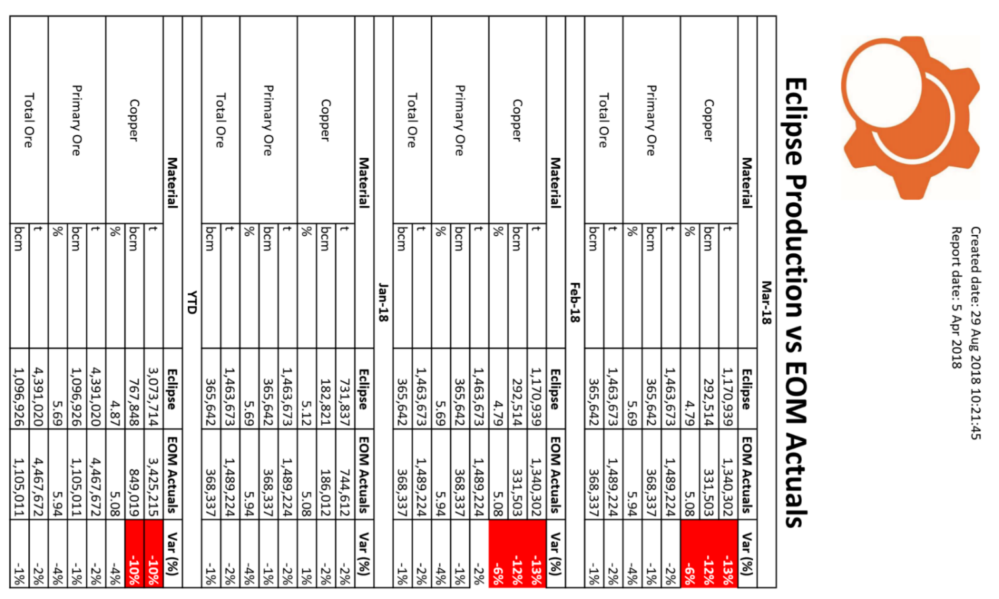 Created date: 29 Aug 2018 10:21:45
Report date: 5 Apr 2018
Eclipse Production vs EOM Actuals
Mar-18
Material Eclipse EOM Actuals Var (%)
Copper t 1,170,939 1,340,302 -13%
bcm 292,514 331,503 -12%
% 4.79 5.08 -6%
Primary Ore t 1,463,673 1,489,224 -2%
bcm 365,642 368,337 -1%
% 5.69 5.94 -4%
Total Ore t 1,463,673 1,489,224 -2%
bcm 365,642 368,337 -1%
Feb-18
Material Eclipse EOM Actuals Var (%)
Copper t 1,170,939 1,340,302 -13%
bcm 292,514 331,503 -12%
% 4.79 5.08 -6%
Primary Ore t 1,463,673 1,489,224 -2%
bcm 365,642 368,337 -1%
% 5.69 5.94 -4%
Total Ore t 1,463,673 1,489,224 -2%
bcm 365,642 368,337 -1%
Jan-18
Material Eclipse EOM Actuals Var (%)
Copper t 731,837 744,612 -2%
bcm 182,821 186,012 -2%
% 5.12 5.08 1%
Primary Ore t 1,463,673 1,489,224 -2%
bcm 365,642 368,337 -1%
% 5.69 5.94 -4%
Total Ore t 1,463,673 1,489,224 -2%
bcm 365,642 368,337 -1%
YTD
Material Eclipse EOM Actuals Var (%)
Copper t 3,073,714 3,425,215 -10%
bcm 767,848 849,019 -10%
% 4.87 5.08 -4%
Primary Ore t 4,391,020 4,467,672 -2%
bcm 1,096,926 1,105,011 -1%
% 5.69 5.94 -4%
Total Ore t 4,391,020 4,467,672 -2%
bcm 1,096,926 1,105,011 -1%